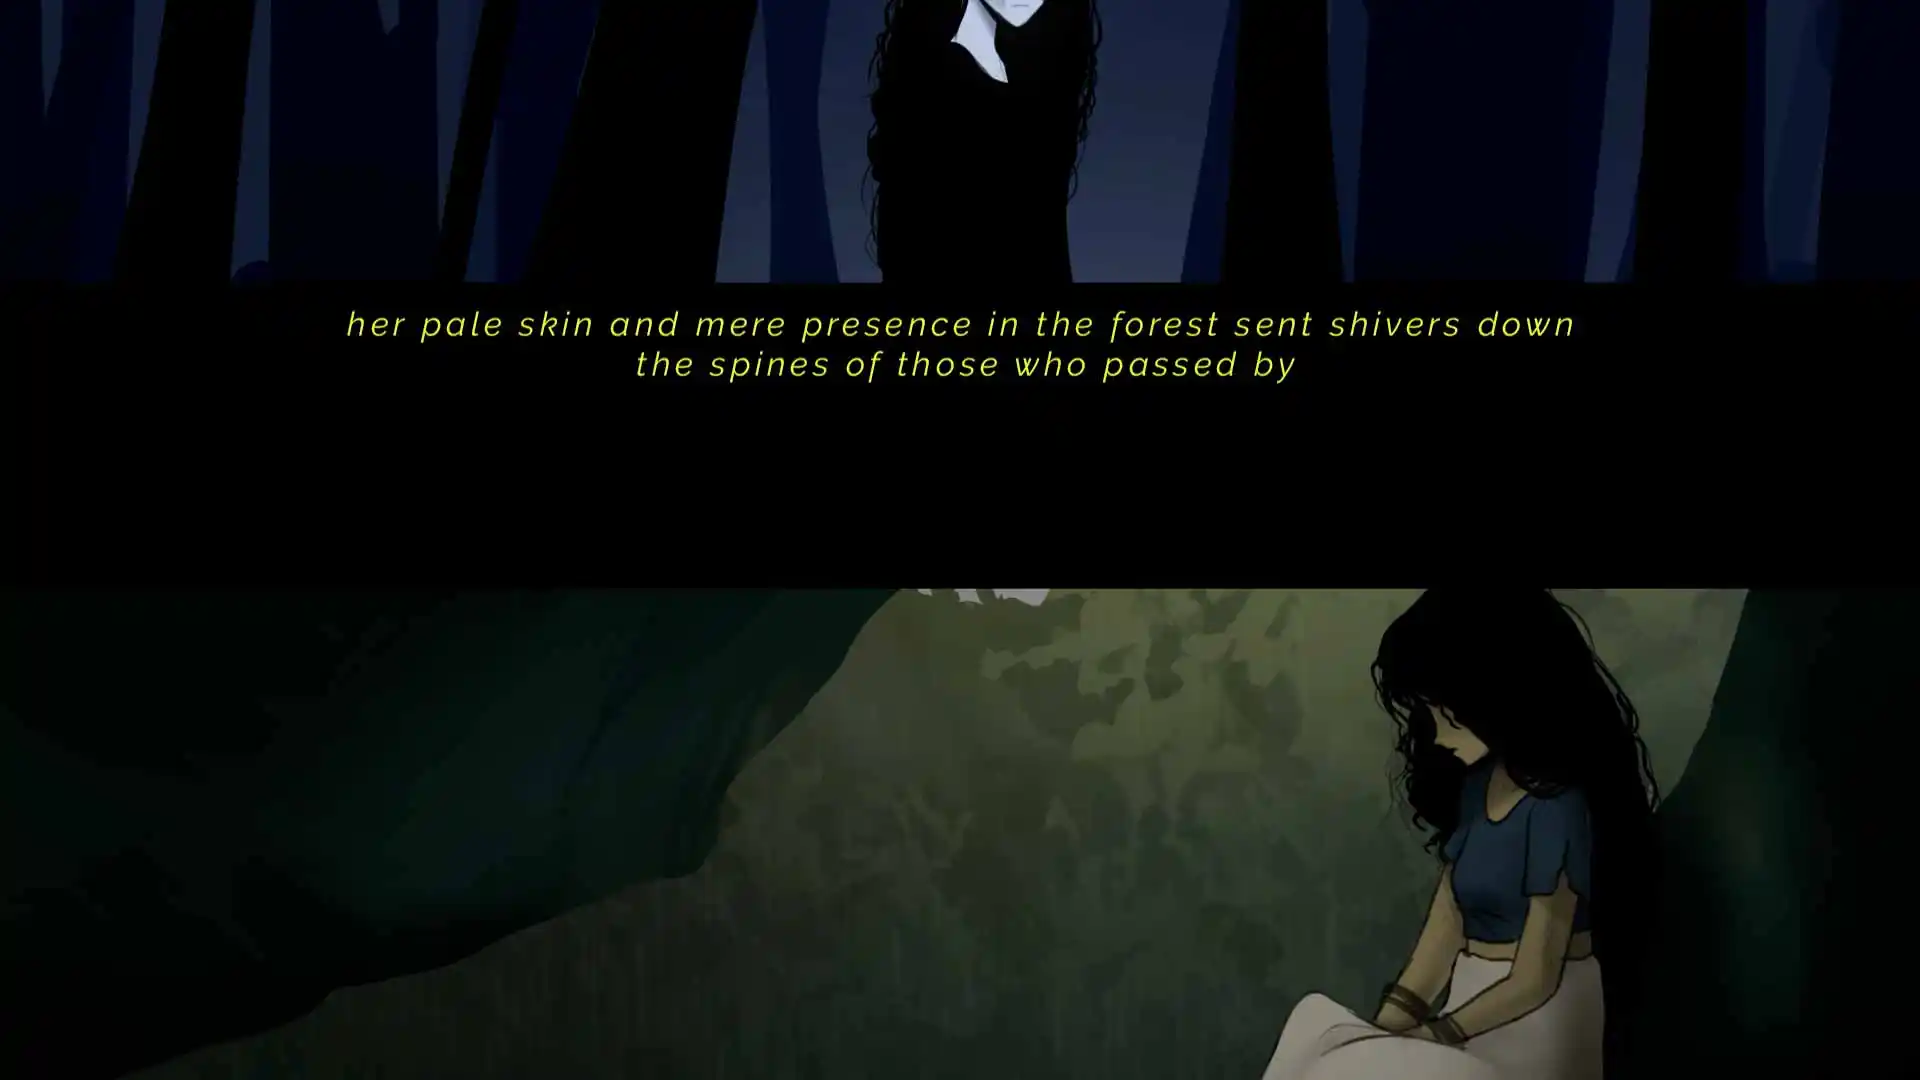 her pale skin and mere presence in the forest sent shivers down
the spines of those who passed by